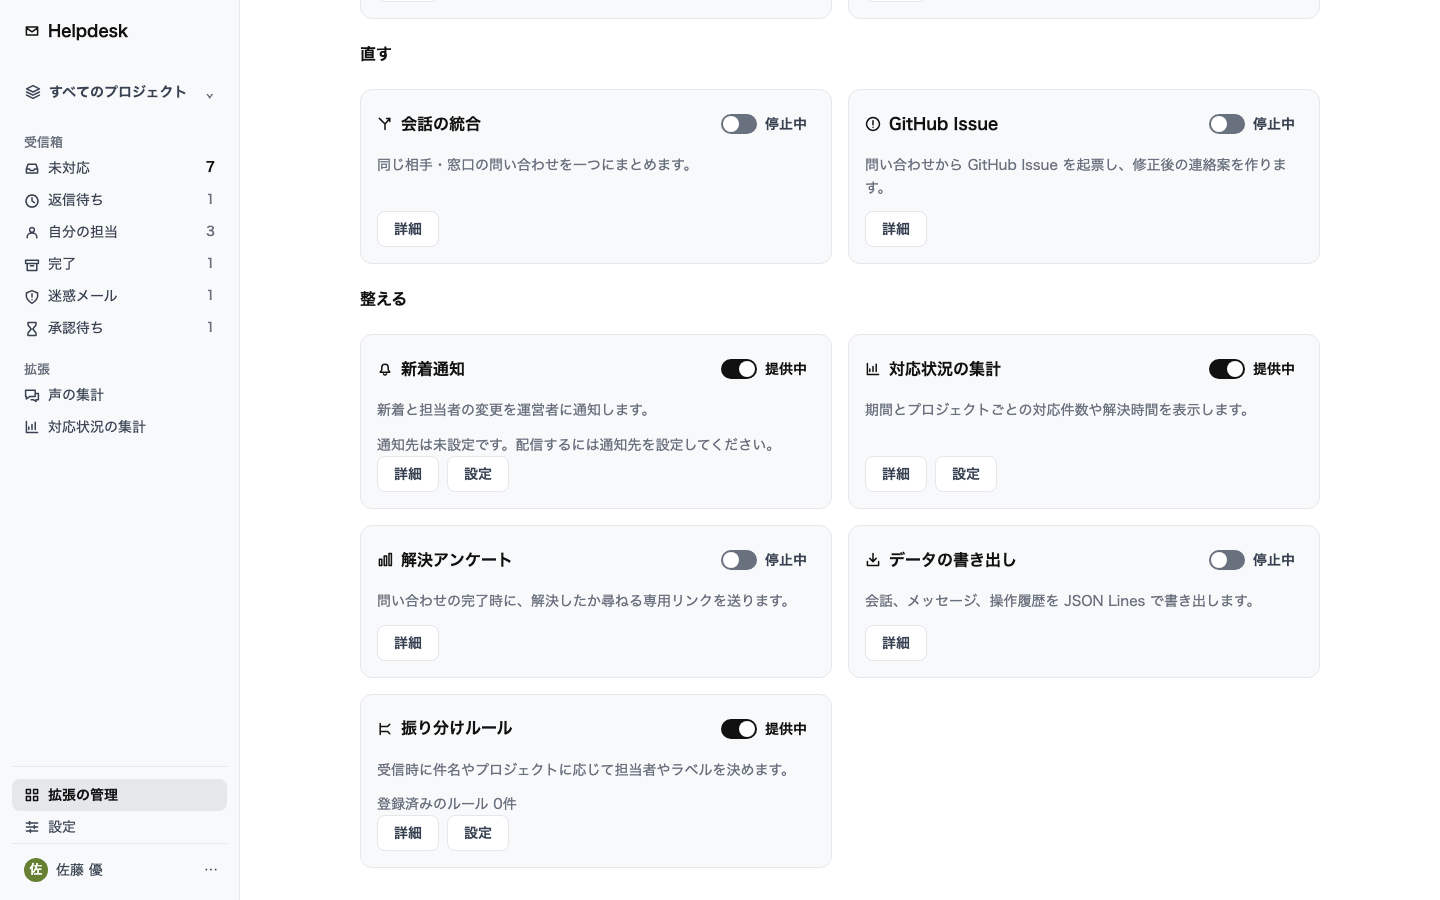 Helpdesk
すべてのプロジェクト
受信箱
未対応 7
返信待ち 1
自分の担当 3
完了 1
迷惑メール 1
承認待ち 1
拡張
声の集計
対応状況の集計
拡張の管理
設定
佐 佐藤 優 …
直す
会話の統合 停止中
同じ相手・窓口の問い合わせを一つにまとめます。
詳細
GitHub Issue 停止中
問い合わせから GitHub Issue を起票し、修正後の連絡案を作りま
す。
詳細
整える
新着通知 提供中
新着と担当者の変更を運営者に通知します。
通知先は未設定です。配信するには通知先を設定してください。
詳細 設定
対応状況の集計 提供中
期間とプロジェクトごとの対応件数や解決時間を表示します。
詳細 設定
解決アンケート 停止中
問い合わせの完了時に、解決したか尋ねる専用リンクを送ります。
詳細
データの書き出し 停止中
会話、メッセージ、操作履歴を JSON Lines で書き出します。
詳細
振り分けルール 提供中
受信時に件名やプロジェクトに応じて担当者やラベルを決めます。
登録済みのルール 0件
詳細 設定